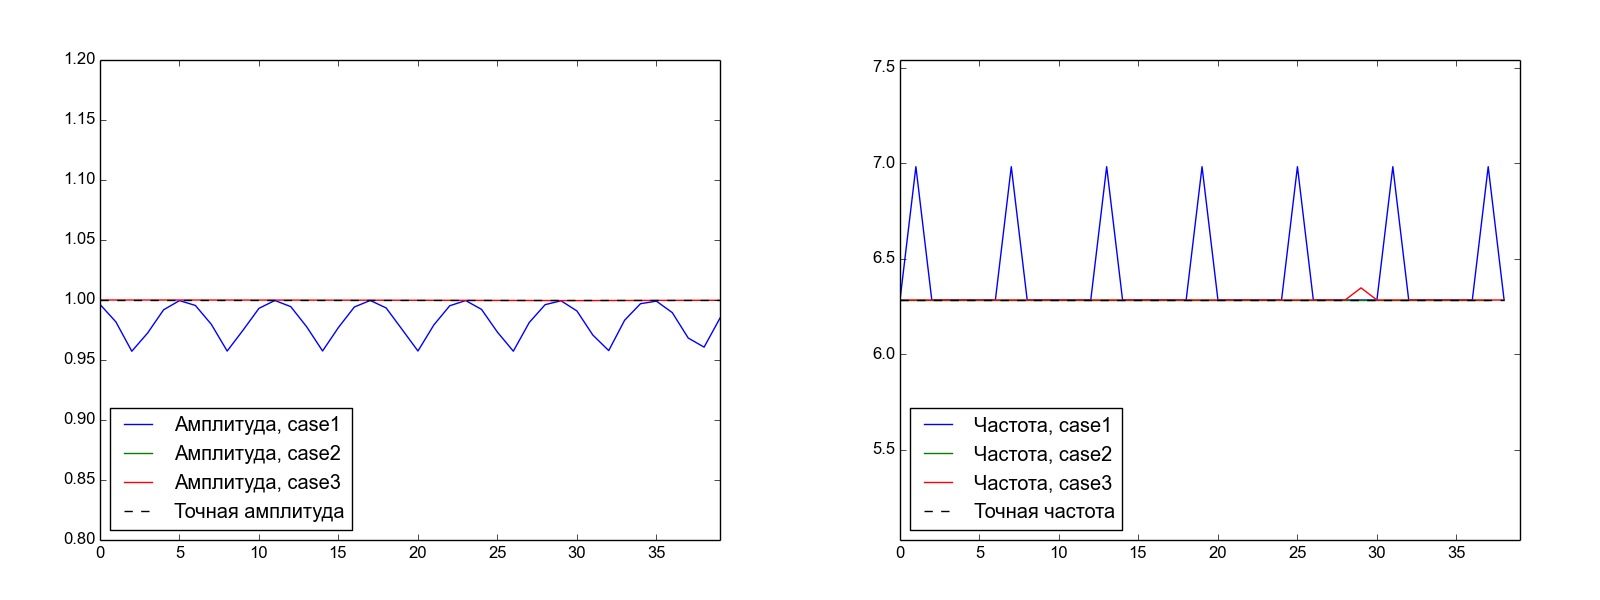 1.20
1.15
1.10
1.05
1.00
0.95
0.90
0.85
0.80
0 5 10 15 20 25 30 35
Амплитуда, case1
Амплитуда, case2
Амплитуда, case3
Точная амплитуда
7.5
7.0
6.5
6.0
5.5
0 5 10 15 20 25 30 35
Частота, case1
Частота, case2
Частота, case3
Точная частота